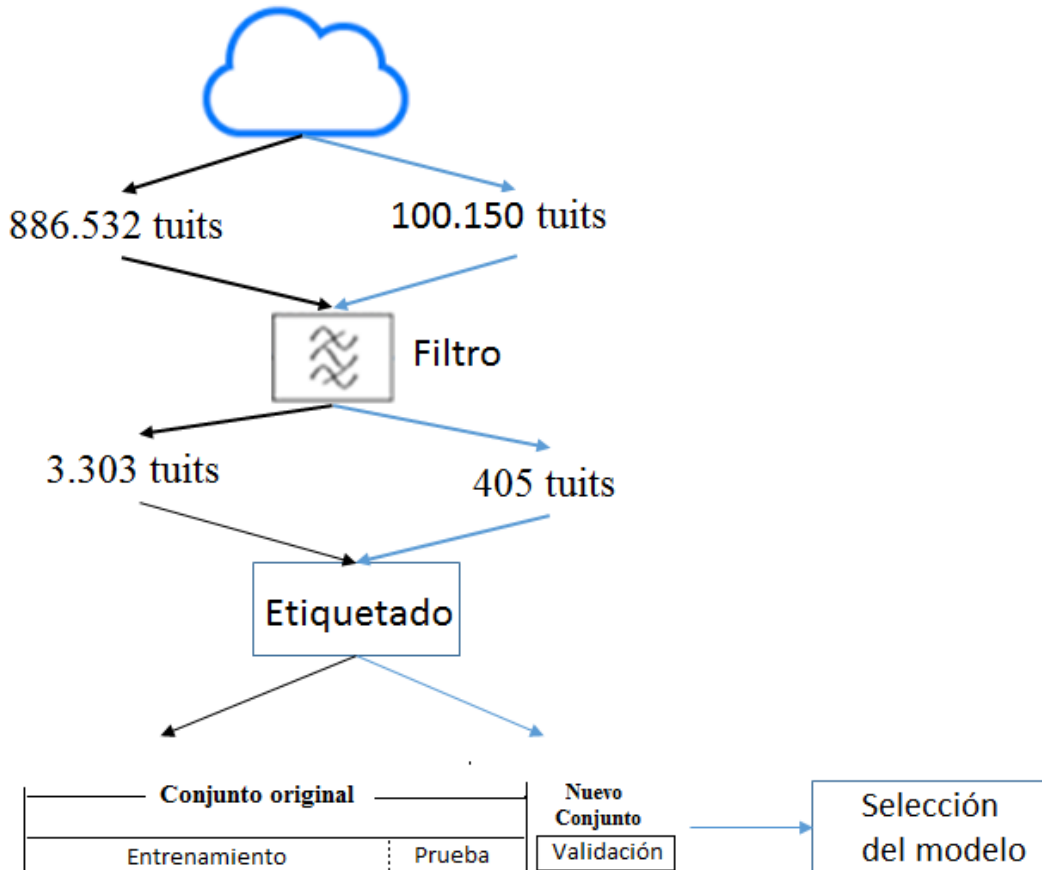 886.532 tuits
100.150 tuits
Filtro
3.303 tuits
405 tuits
Etiquetado
Conjunto original
Nuevo
Conjunto
Entrenamiento
Prueba
Validación
Selección
del modelo